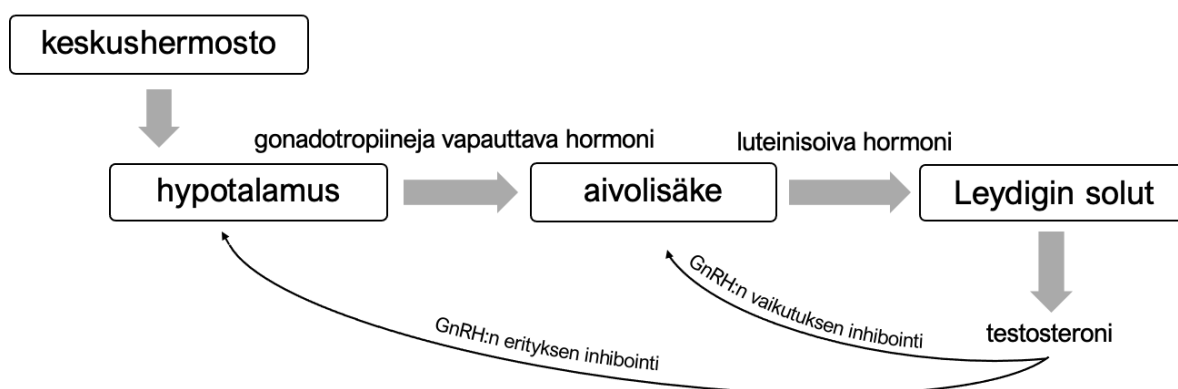 keskushermosto
gonadotropiineja vapauttava hormoni
luteinisoiva hormoni
hypotalamus
aivolisäke
Leydigin solut
GnRH:n vaikutuksen inhibointi
testosteroni
GnRH:n erityksen inhibointi